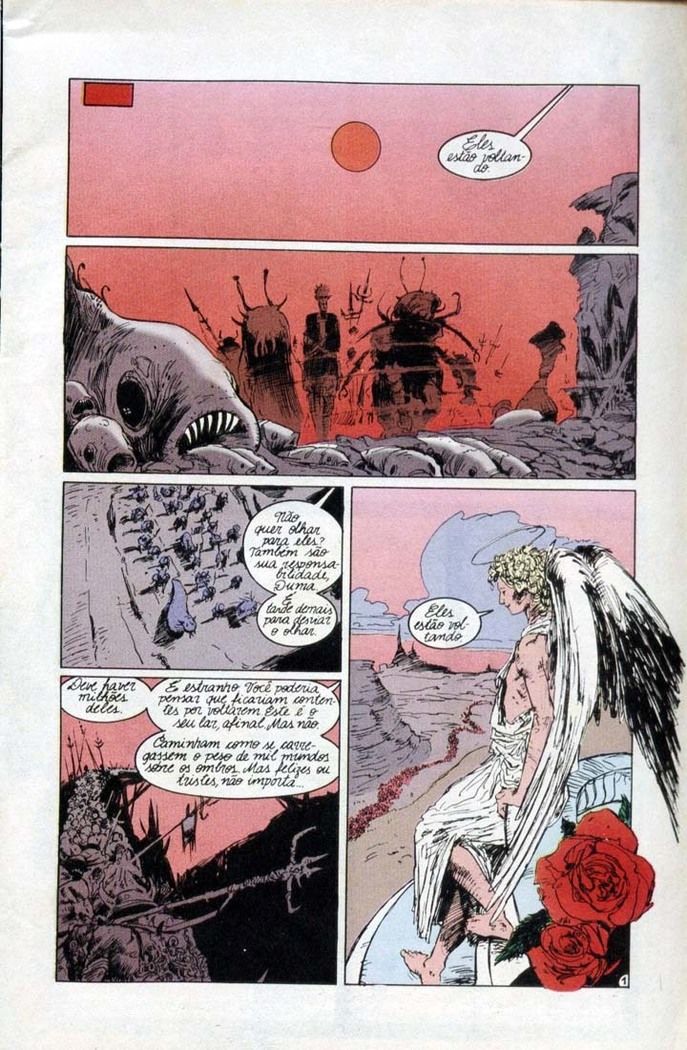 Eles
estão voltan-
do.
Não
quer olhar
para eles?
Também são
sua responsa-
bilidade,
Duma.
É
tarde demais
para desviar
o olhar.
Eles
estão vol-
tando.
Deve haver
milhões
deles.
É estranho. Você poderia
pensar que ficariam conten-
tes por voltarem. Este é o
seu lar, afinal. Mas não.
Caminham como se carre-
gassem o peso de mil mundos
sobre os ombros. Mas felizes ou
tristes, não importa...
1